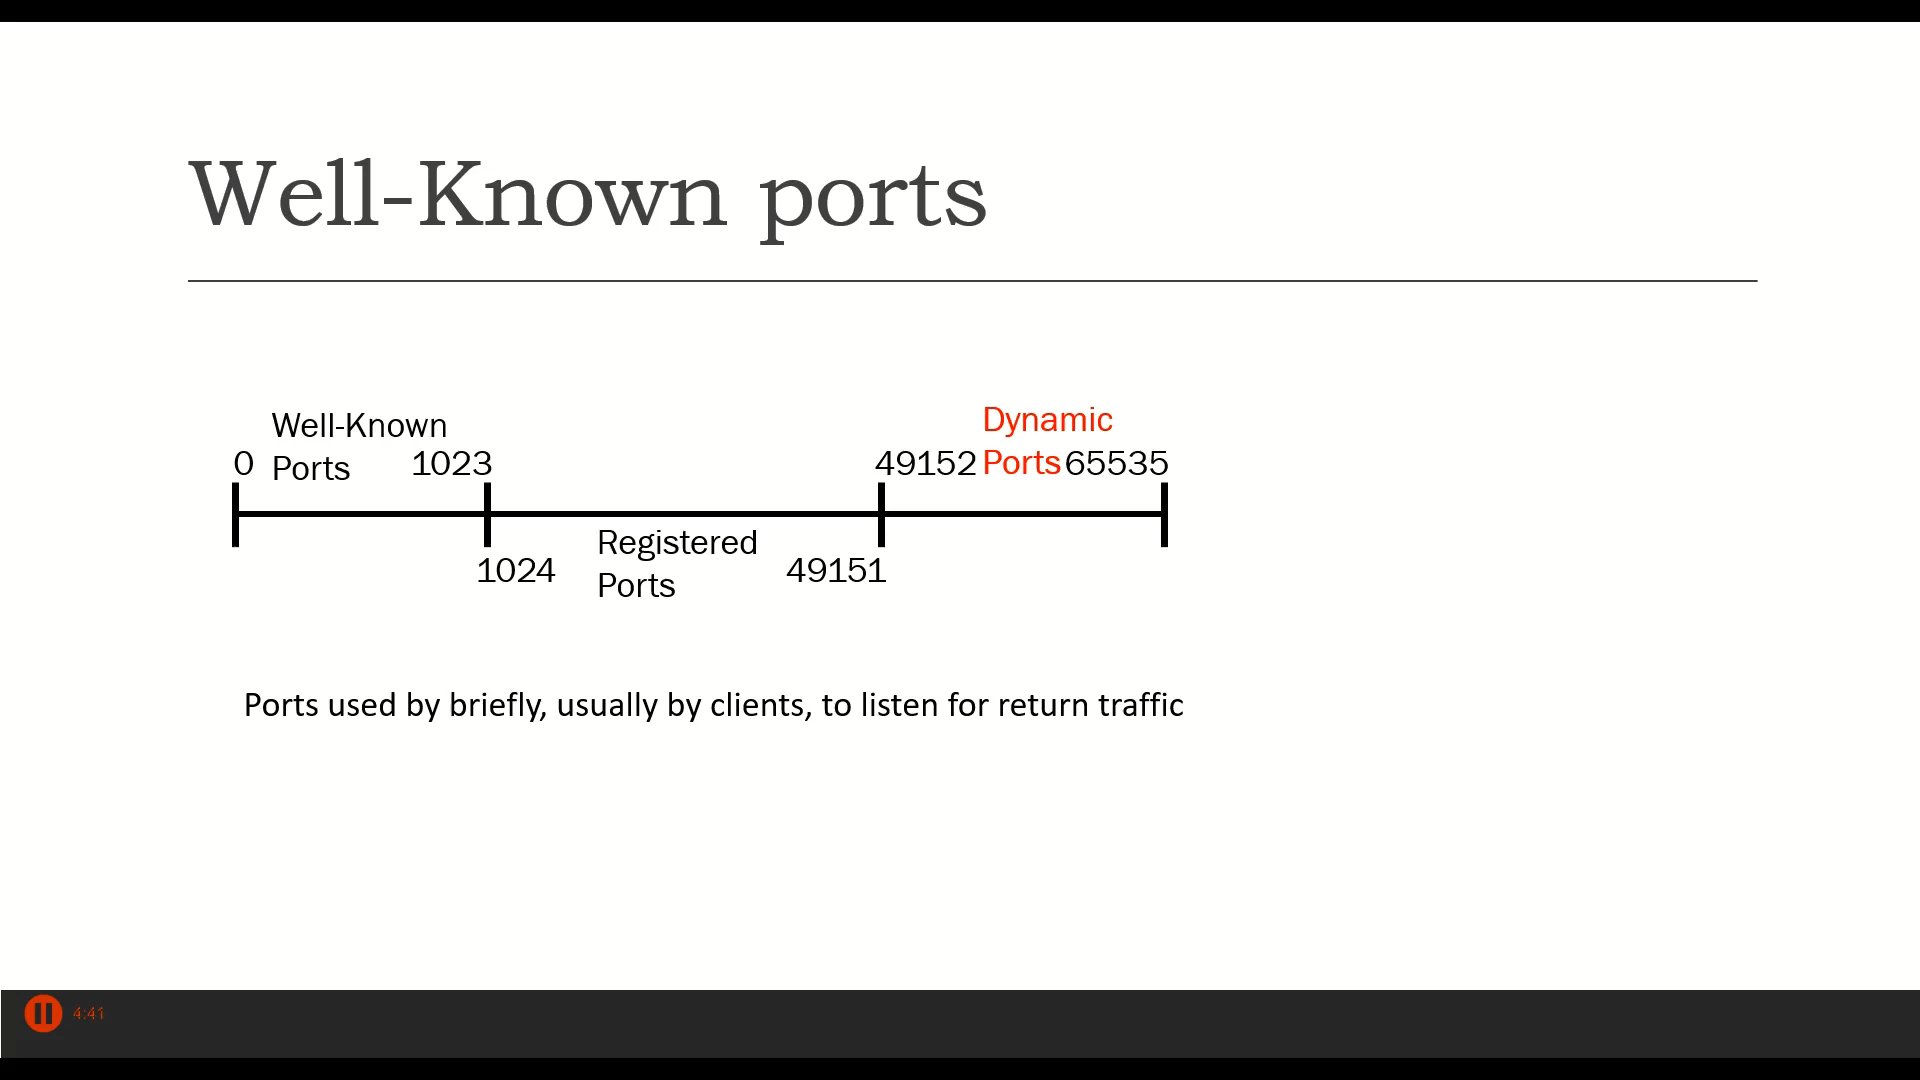 Well-Known ports
Well-Known
Ports
0
1023
49152
Dynamic
Ports
65535
1024
Registered
Ports
49151
Ports used by briefly, usually by clients, to listen for return traffic
4:41